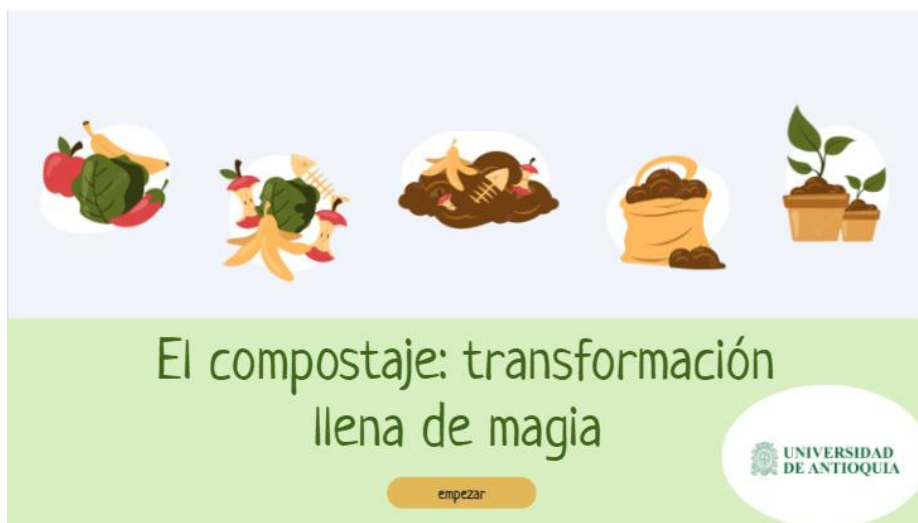 El compostaje: transformación
llena de magia
empezar
UNIVERSIDAD
DE ANTIOQUIA